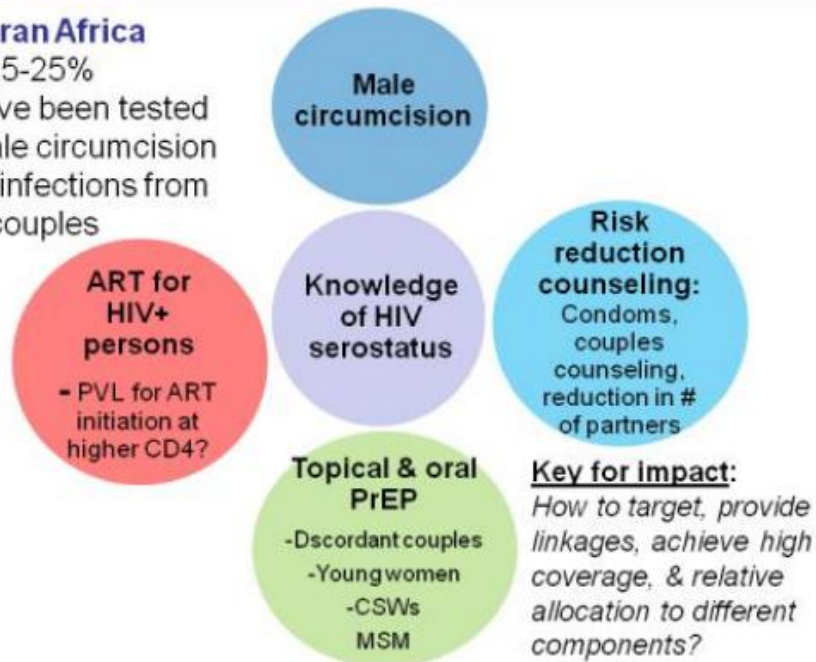 ran Africa
5-25%
ve been tested
ale circumcision
infections from
couples
Male
circumcision
ART for
HIV+
persons
- PVL for ART
initiation at
higher CD4?
Knowledge
of HIV
serostatus
Risk
reduction
counseling:
Condoms,
couples
counseling,
reduction in #
of partners
Topical & oral
PrEP
-Dscordant couples
-Young women
-CSWs
MSM
Key for impact:
How to target, provide
linkages, achieve high
coverage, & relative
allocation to different
components?